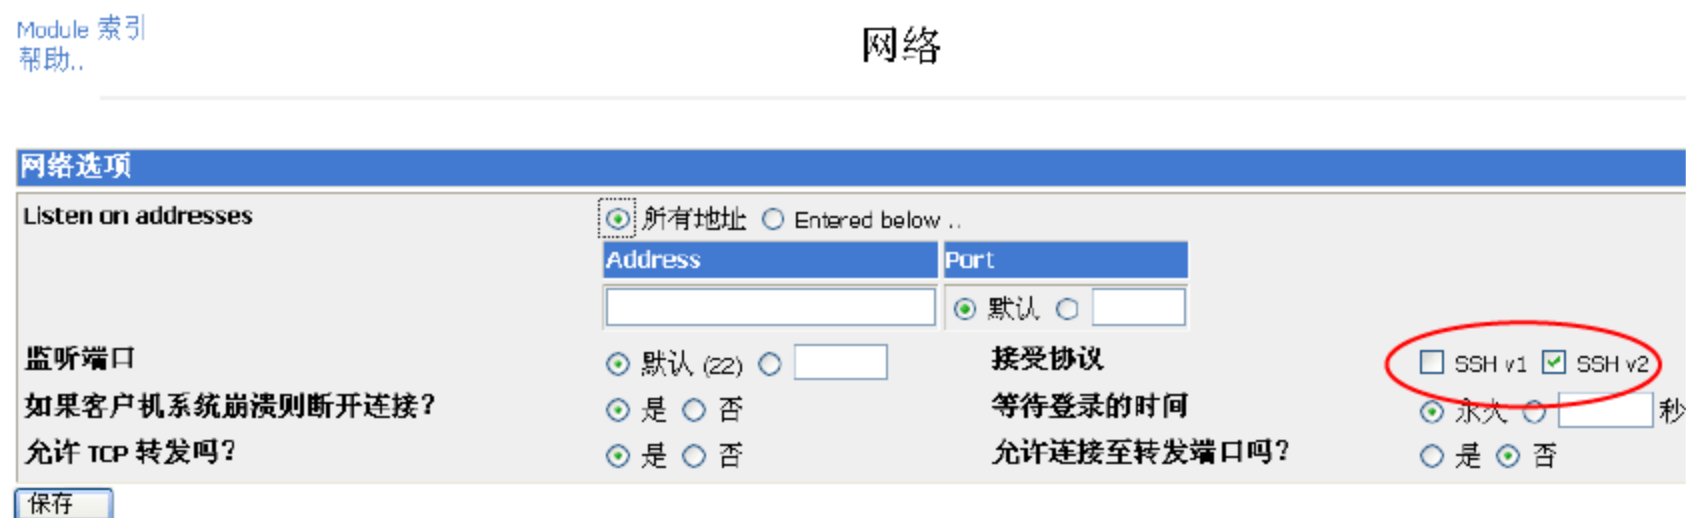 Module 索引
帮助..
网络
网络选项
Listen on addresses 所有地址 Entered below ..
Address Port
默认
监听端口 默认 (22) 接受协议 SSH v1 SSH v2
如果客户机系统崩溃则断开连接? 是 否 等待登录的时间 永久 秒
允许 TCP 转发吗? 是 否 允许连接至转发端口吗? 是 否
保存